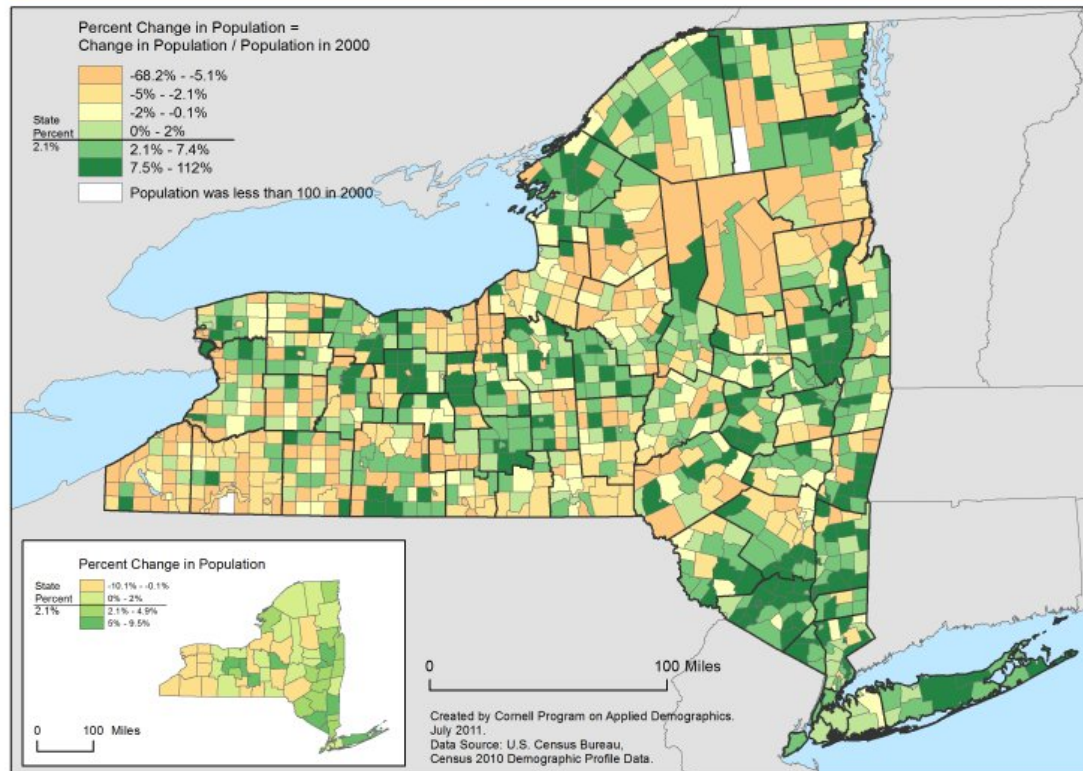 Percent Change in Population =
Change in Population / Population in 2000
-68.2% - -5.1%
-5% - -2.1%
-2% - -0.1%
State
Percent
0% - 2%
2.1%
2.1% - 7.4%
7.5% - 112%
Population was less than 100 in 2000
Percent Change in Population
State
Percent
2.1%
-10.1% - -0.1%
0% - 2%
2.1% - 4.9%
5% - 9.5%
0 100 Miles
0 100 Miles
Created by Cornell Program on Applied Demographics.
July 2011.
Data Source: U.S. Census Bureau,
Census 2010 Demographic Profile Data.